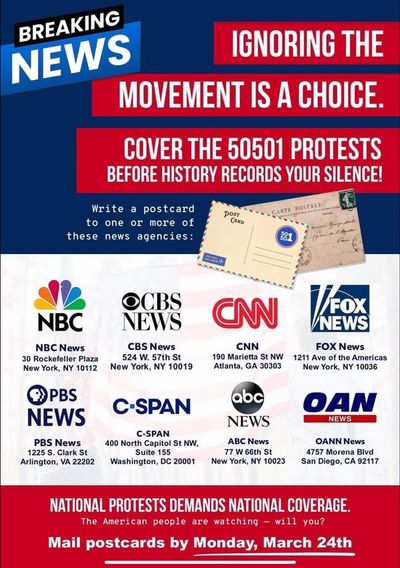 BREAKING
NEWS
IGNORING THE
MOVEMENT IS A CHOICE.
COVER THE 50501 PROTESTS
BEFORE HISTORY RECORDS YOUR SILENCE!
Write a postcard
to one or more of
these news agencies:
POST
CARD
50
50
1
CARTE POSTALE
NBC
NBC News
30 Rockefeller Plaza
New York, NY 10112
CBS
NEWS
CBS News
524 W. 57th St
New York, NY 10019
CNN
CNN
190 Marietta St NW
Atlanta, GA 30303
FOX
NEWS
FOX News
1211 Ave of the Americas
New York, NY 10036
PBS
NEWS
PBS News
1225 S. Clark St
Arlington, VA 22202
C-SPAN
C-SPAN
400 North Capitol St NW,
Suite 155
Washington, DC 20001
abc
NEWS
ABC News
77 W 66th St
New York, NY 10023
OAN
NEWS
OANN News
4757 Morena Blvd
San Diego, CA 92117
NATIONAL PROTESTS DEMANDS NATIONAL COVERAGE.
The American people are watching — will you?
Mail postcards by Monday, March 24th